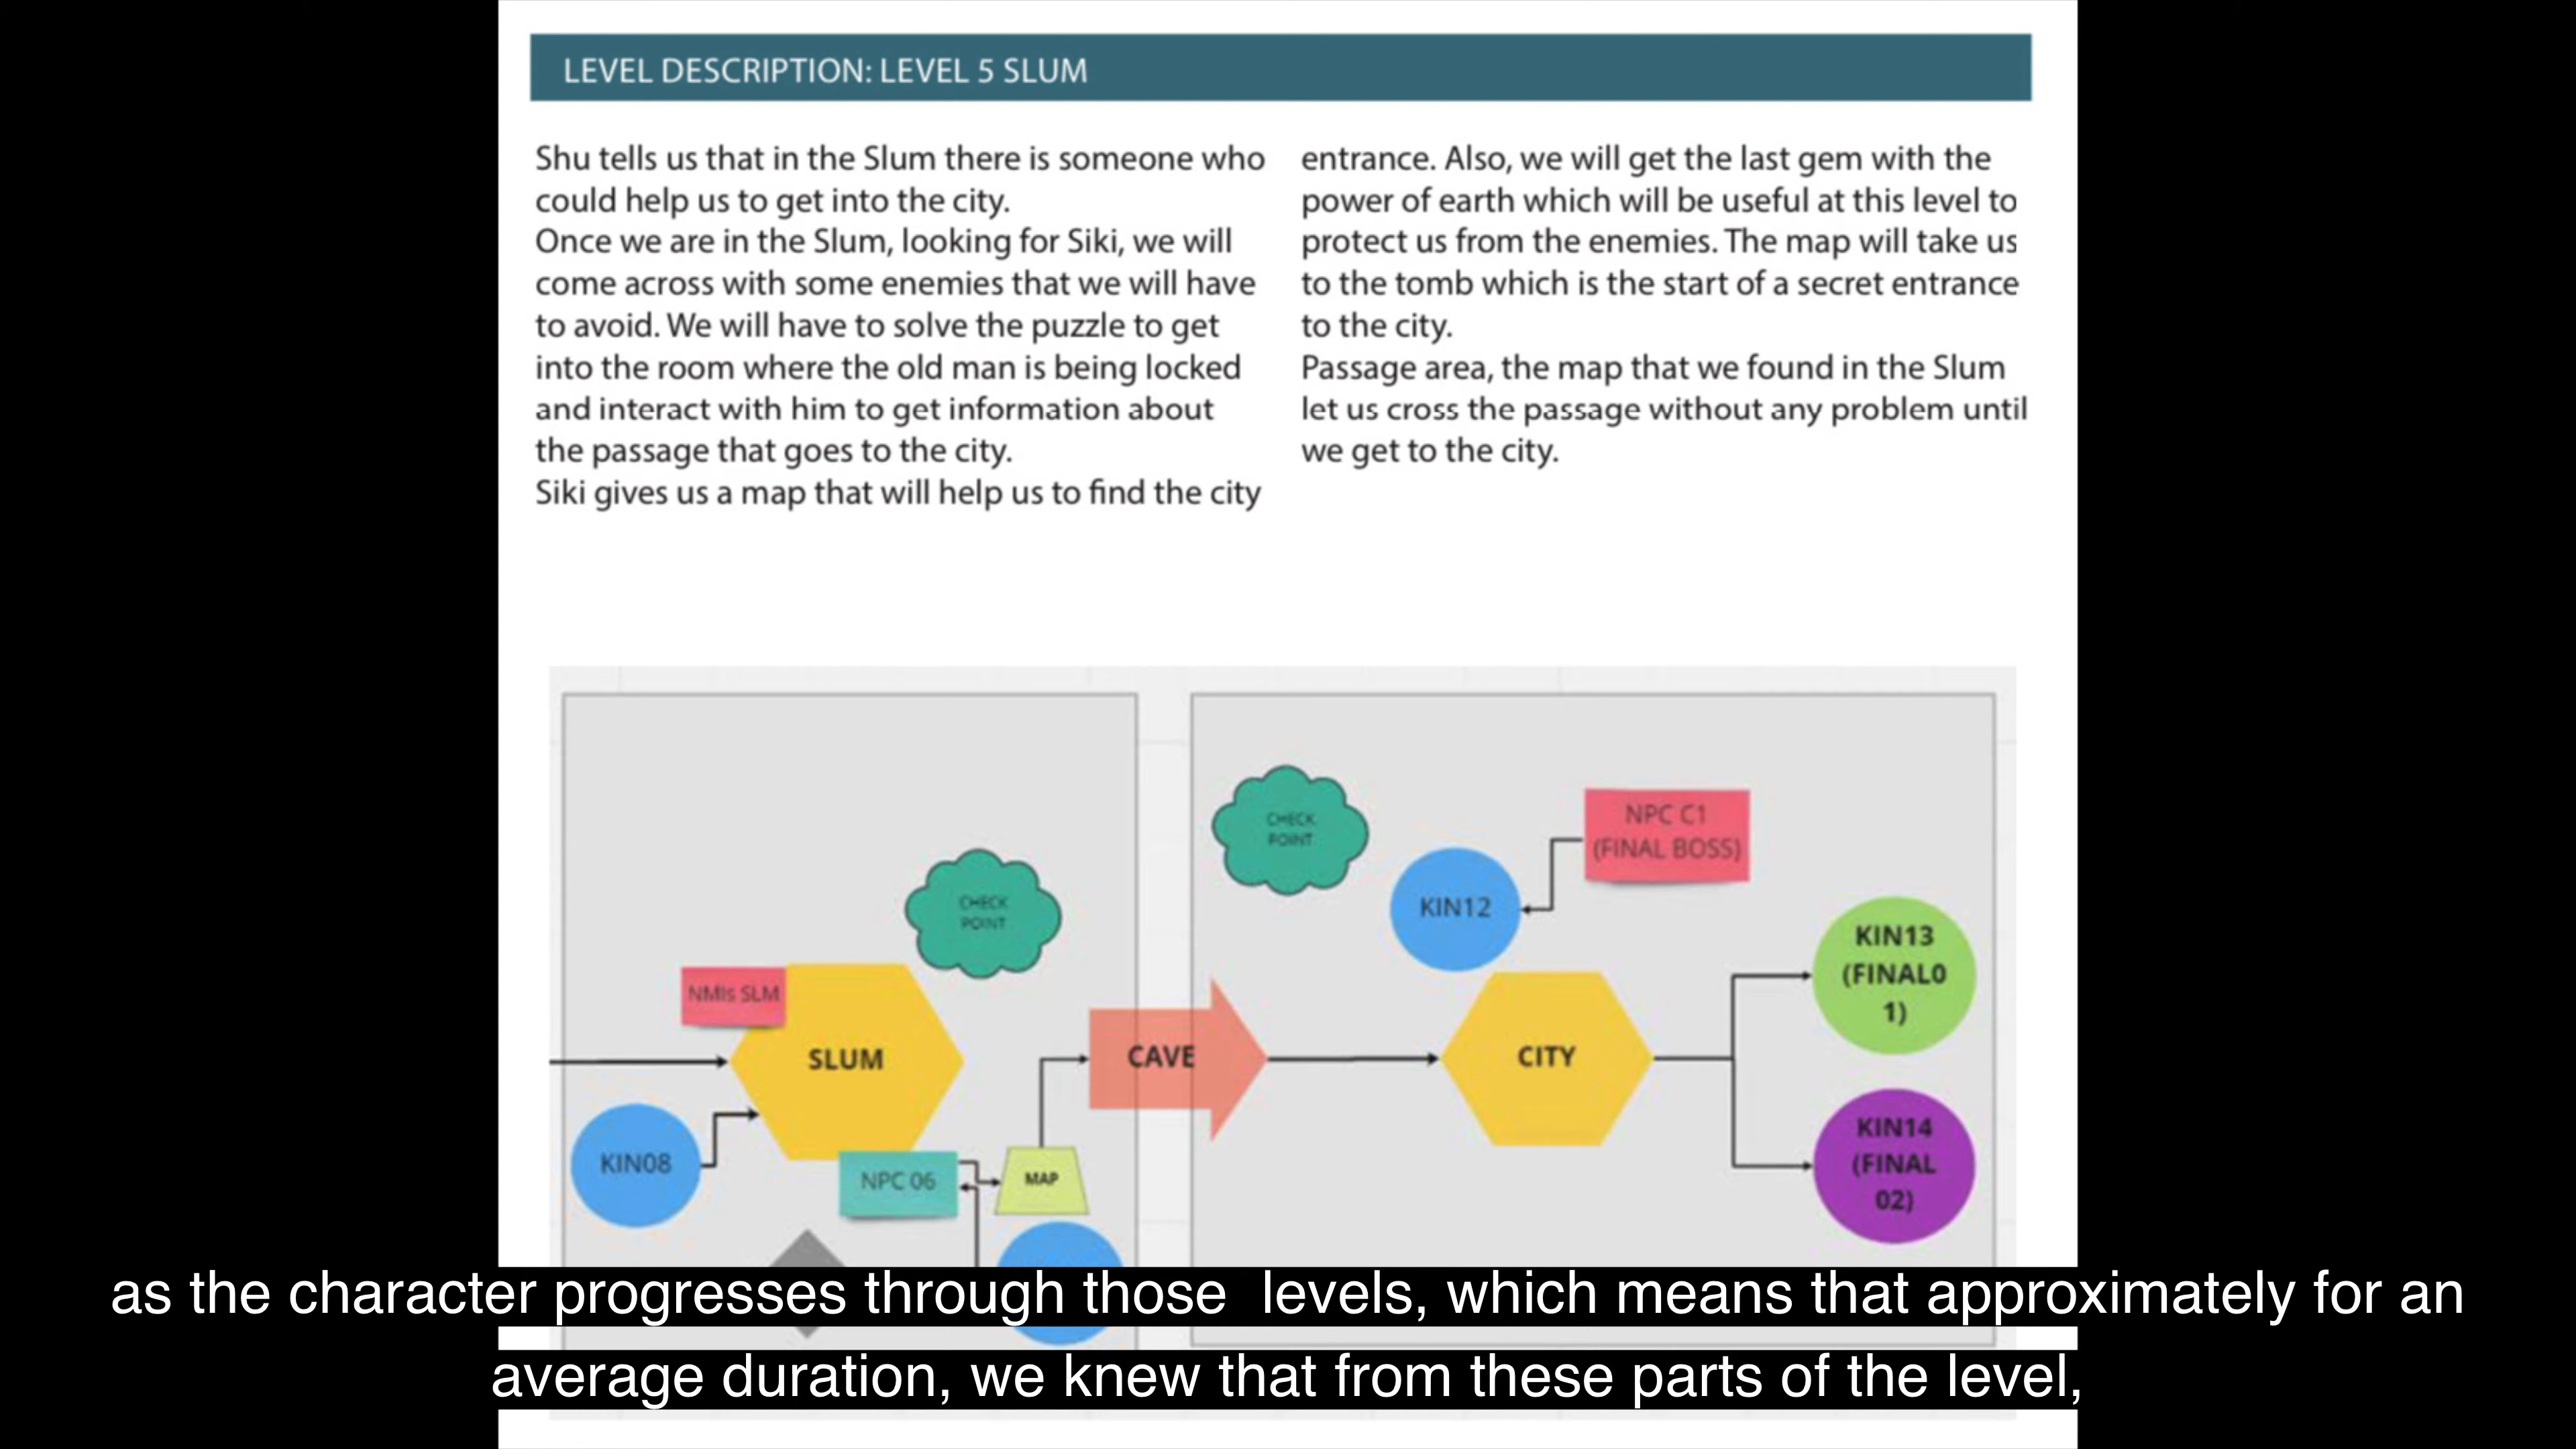 LEVEL DESCRIPTION: LEVEL 5 SLUM
Shu tells us that in the Slum there is someone who
could help us to get into the city.
Once we are in the Slum, looking for Siki, we will
come across with some enemies that we will have
to avoid. We will have to solve the puzzle to get
into the room where the old man is being locked
and interact with him to get information about
the passage that goes to the city.
Siki gives us a map that will help us to find the city
entrance. Also, we will get the last gem with the
power of earth which will be useful at this level to
protect us from the enemies. The map will take us
to the tomb which is the start of a secret entrance
to the city.
Passage area, the map that we found in the Slum
let us cross the passage without any problem until
we get to the city.
CHECK
POINT
NMIs SLM
SLUM
KIN08
NPC 06
MAP
CAVE
CHECK
POINT
NPC C1
(FINAL BOSS)
KIN12
CITY
KIN13
(FINAL0
1)
KIN14
(FINAL
02)
as the character progresses through those  levels, which means that approximately for an
average duration, we knew that from these parts of the level,